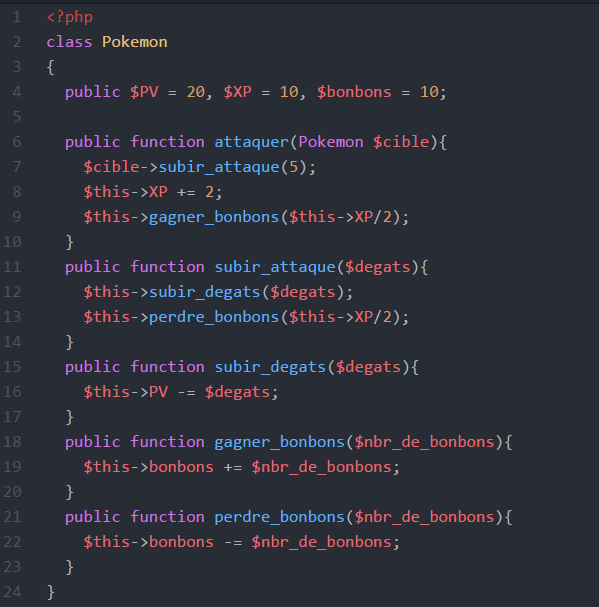 1 <?php
2 class Pokemon
3 {
4   public $PV = 20, $XP = 10, $bonbons = 10;
5
6   public function attaquer(Pokemon $cible){
7     $cible->subir_attaque(5);
8     $this->XP += 2;
9     $this->gagner_bonbons($this->XP/2);
10   }
11   public function subir_attaque($degats){
12     $this->subir_degats($degats);
13     $this->perdre_bonbons($this->XP/2);
14   }
15   public function subir_degats($degats){
16     $this->PV -= $degats;
17   }
18   public function gagner_bonbons($nbr_de_bonbons){
19     $this->bonbons += $nbr_de_bonbons;
20   }
21   public function perdre_bonbons($nbr_de_bonbons){
22     $this->bonbons -= $nbr_de_bonbons;
23   }
24 }